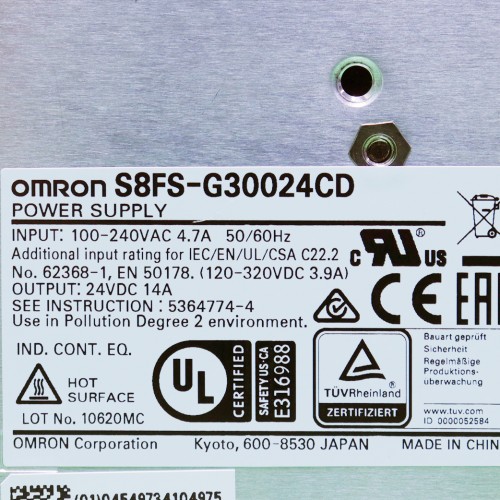 OMRON S8FS-G30024CD
POWER SUPPLY
INPUT: 100-240VAC 4.7A 50/60Hz
Additional input rating for IEC/EN/UL/CSA C22.2
No. 62368-1, EN 50178. (120-320VDC 3.9A)
OUTPUT: 24VDC 14A
SEE INSTRUCTION : 5364774-4
Use in Pollution Degree 2 environment.
c RU US
CE EAC
IND. CONT. EQ.
HOT
SURFACE
LOT No. 10620MC
UL
CERTIFIED
SAFETY US-CA
E316988
TÜVRheinland
ZERTIFIZIERT
Bauart geprüft
Sicherheit
Regelmäßige
Produktions-
überwachung
www.tuv.com
ID 0000052584
OMRON Corporation Kyoto, 600-8530 JAPAN MADE IN CHIN
(01)04549734104975